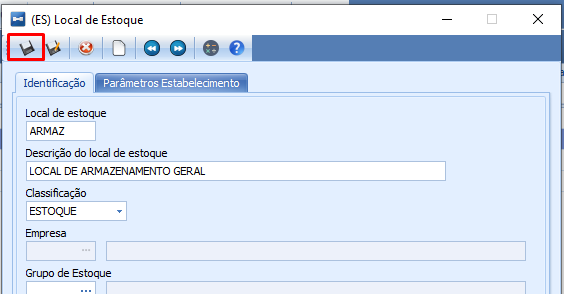 (ES) Local de Estoque
Identificação
Parâmetros Estabelecimento
Local de estoque
ARMAZ
Descrição do local de estoque
LOCAL DE ARMAZENAMENTO GERAL
Classificação
ESTOQUE
Empresa
...
Grupo de Estoque
...